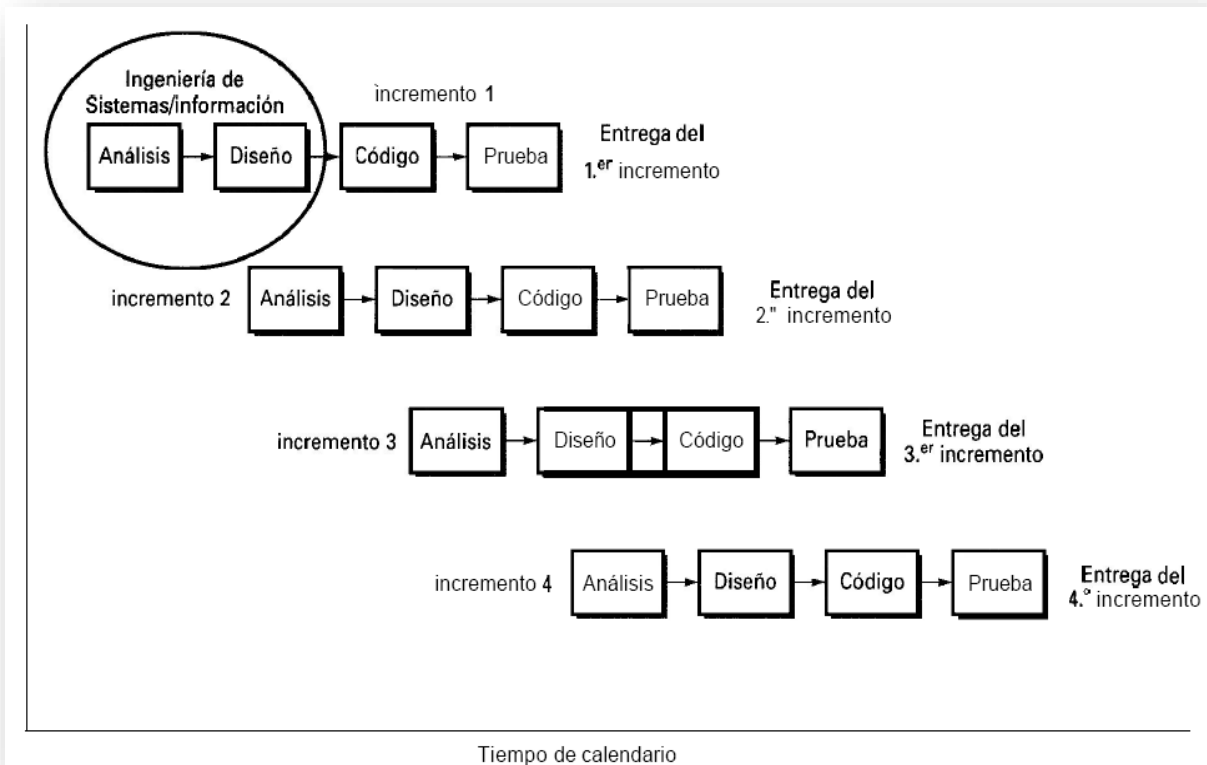 Ingeniería de
Sistemas/información
incremento 1
Análisis
Diseño
Código
Prueba
Entrega del
1.er incremento
incremento 2
Análisis
Diseño
Código
Prueba
Entrega del
2." incremento
incremento 3
Análisis
Diseño
Código
Prueba
Entrega del
3.er incremento
incremento 4
Análisis
Diseño
Código
Prueba
Entrega del
4.° incremento
Tiempo de calendario